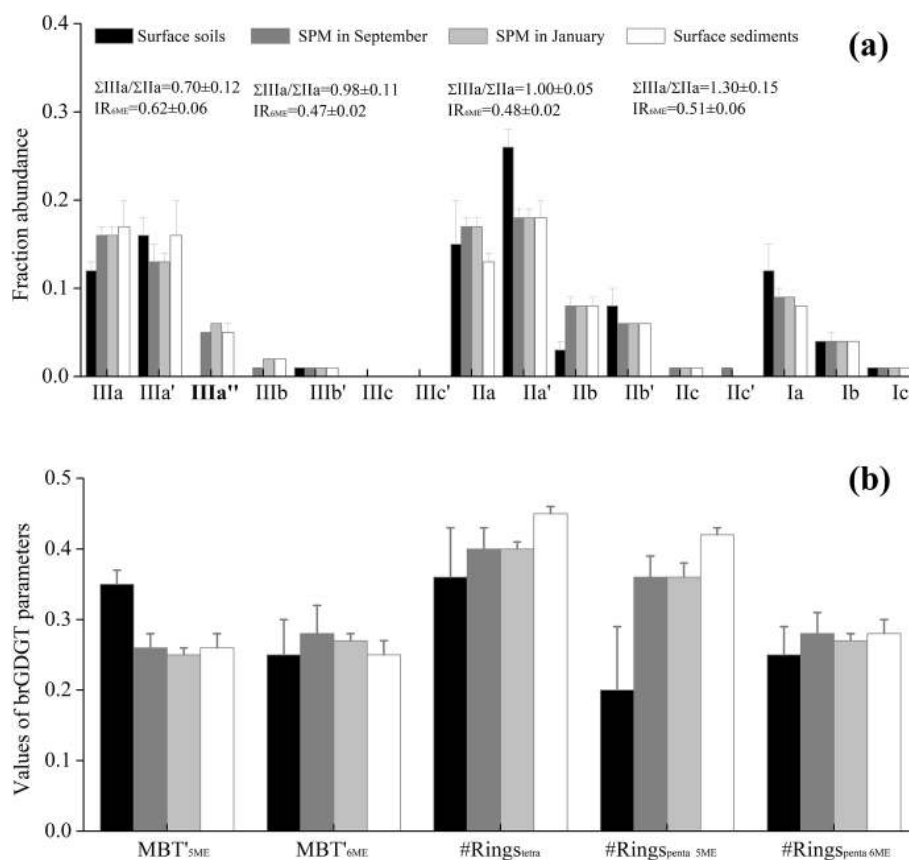 0.4
Surface soils SPM in September SPM in January Surface sediments (a)
ΣIIIa/ΣIIa=0.70±0.12 ΣIIIa/ΣIIa=0.98±0.11 ΣIIIa/ΣIIa=1.00±0.05 ΣIIIa/ΣIIa=1.30±0.15
IR6ME=0.62±0.06 IR6ME=0.47±0.02 IR6ME=0.48±0.02 IR6ME=0.51±0.06
0.3
Fraction abundance
0.2
0.1
0.0
IIIa IIIa' IIIa'' IIIb IIIb' IIIc IIIc' IIa IIa' IIb IIb' IIc IIc' Ia Ib Ic
0.5
(b)
0.4
Values of brGDGT parameters
0.3
0.2
0.1
0.0
MBT'5ME MBT'6ME #Ringstetra #Ringspenta 5ME #Ringspenta 6ME